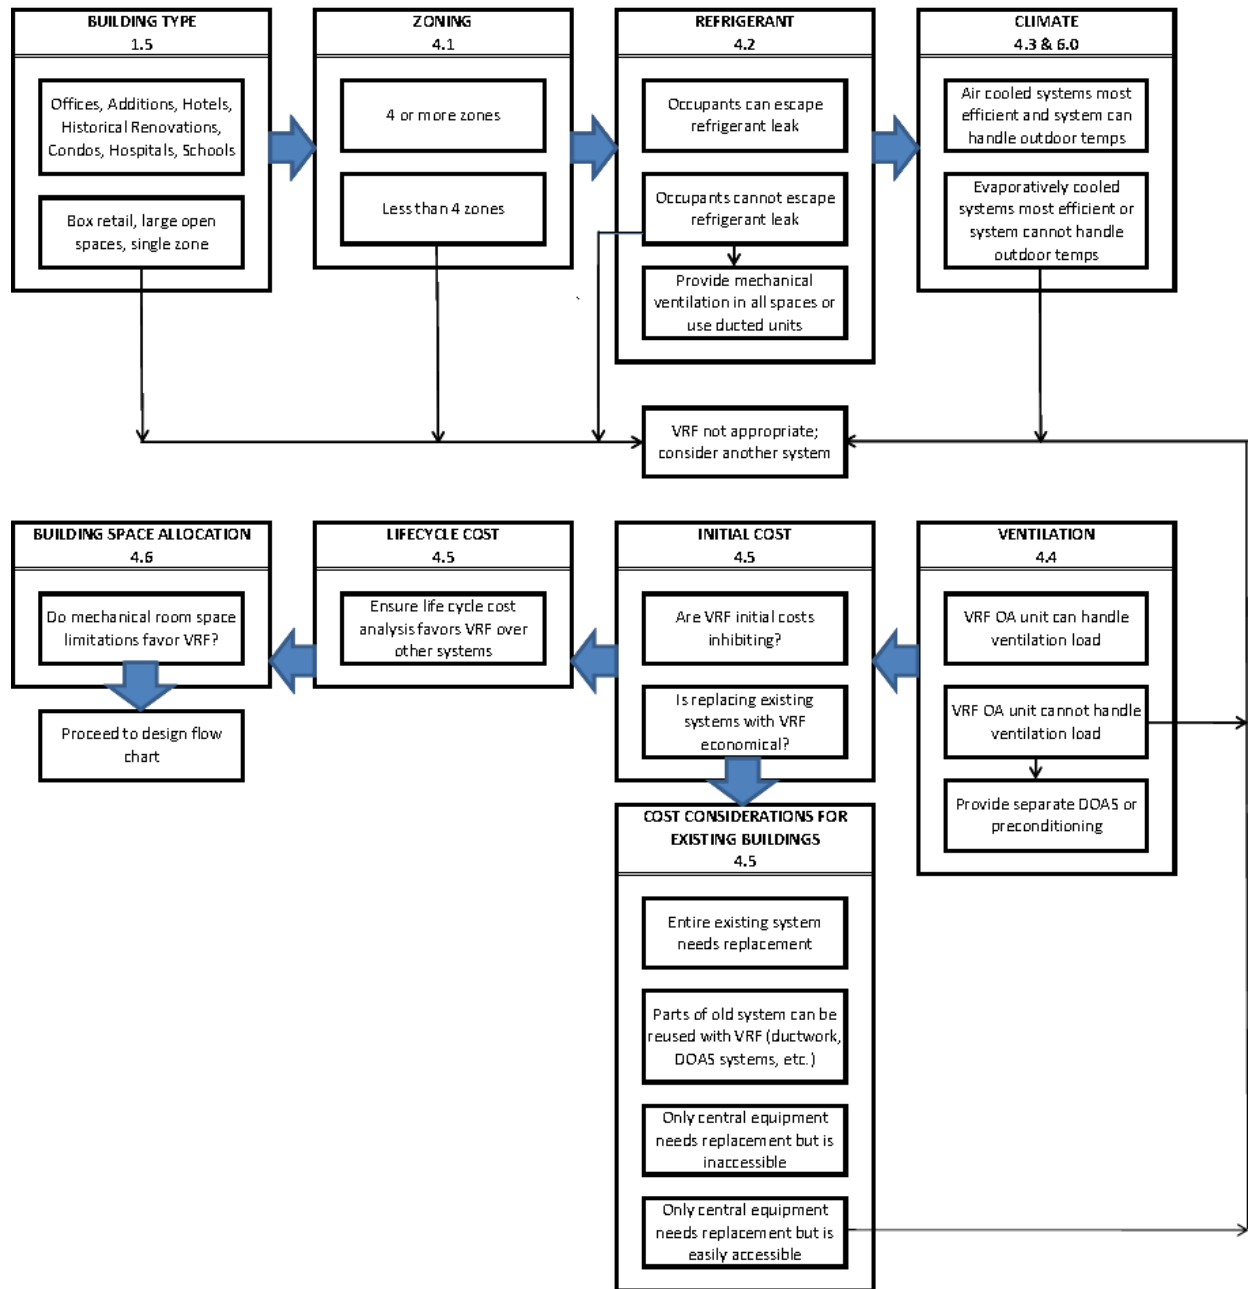 BUILDING TYPE
1.5
Offices, Additions, Hotels,
Historical Renovations,
Condos, Hospitals, Schools
Box retail, large open
spaces, single zone
ZONING
4.1
4 or more zones
Less than 4 zones
REFRIGERANT
4.2
Occupants can escape
refrigerant leak
Occupants cannot escape
refrigerant leak
Provide mechanical
ventilation in all spaces or
use ducted units
CLIMATE
4.3 & 6.0
Air cooled systems most
efficient and system can
handle outdoor temps
Evaporatively cooled
systems most efficient or
system cannot handle
outdoor temps
VRF not appropriate;
consider another system
BUILDING SPACE ALLOCATION
4.6
Do mechanical room space
limitations favor VRF?
Proceed to design flow
chart
LIFECYCLE COST
4.5
Ensure life cycle cost
analysis favors VRF over
other systems
INITIAL COST
4.5
Are VRF initial costs
inhibiting?
Is replacing existing
systems with VRF
economical?
VENTILATION
4.4
VRF OA unit can handle
ventilation load
VRF OA unit cannot handle
ventilation load
Provide separate DOAS or
preconditioning
COST CONSIDERATIONS FOR
EXISTING BUILDINGS
4.5
Entire existing system
needs replacement
Parts of old system can be
reused with VRF (ductwork,
DOAS systems, etc.)
Only central equipment
needs replacement but is
inaccessible
Only central equipment
needs replacement but is
easily accessible